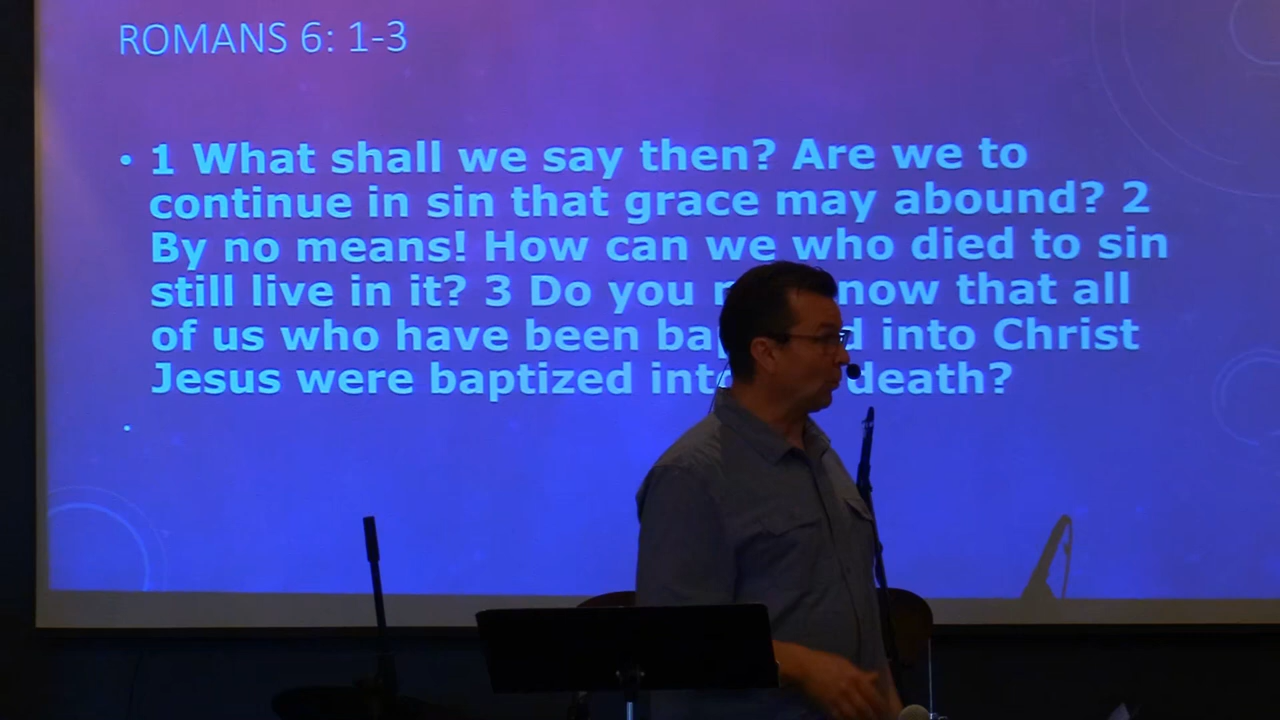 ROMANS 6: 1-3
• 1 What shall we say then? Are we to
continue in sin that grace may abound? 2
By no means! How can we who died to sin
still live in it? 3 Do you now that all
of us who have been into Christ
Jesus were baptized death?